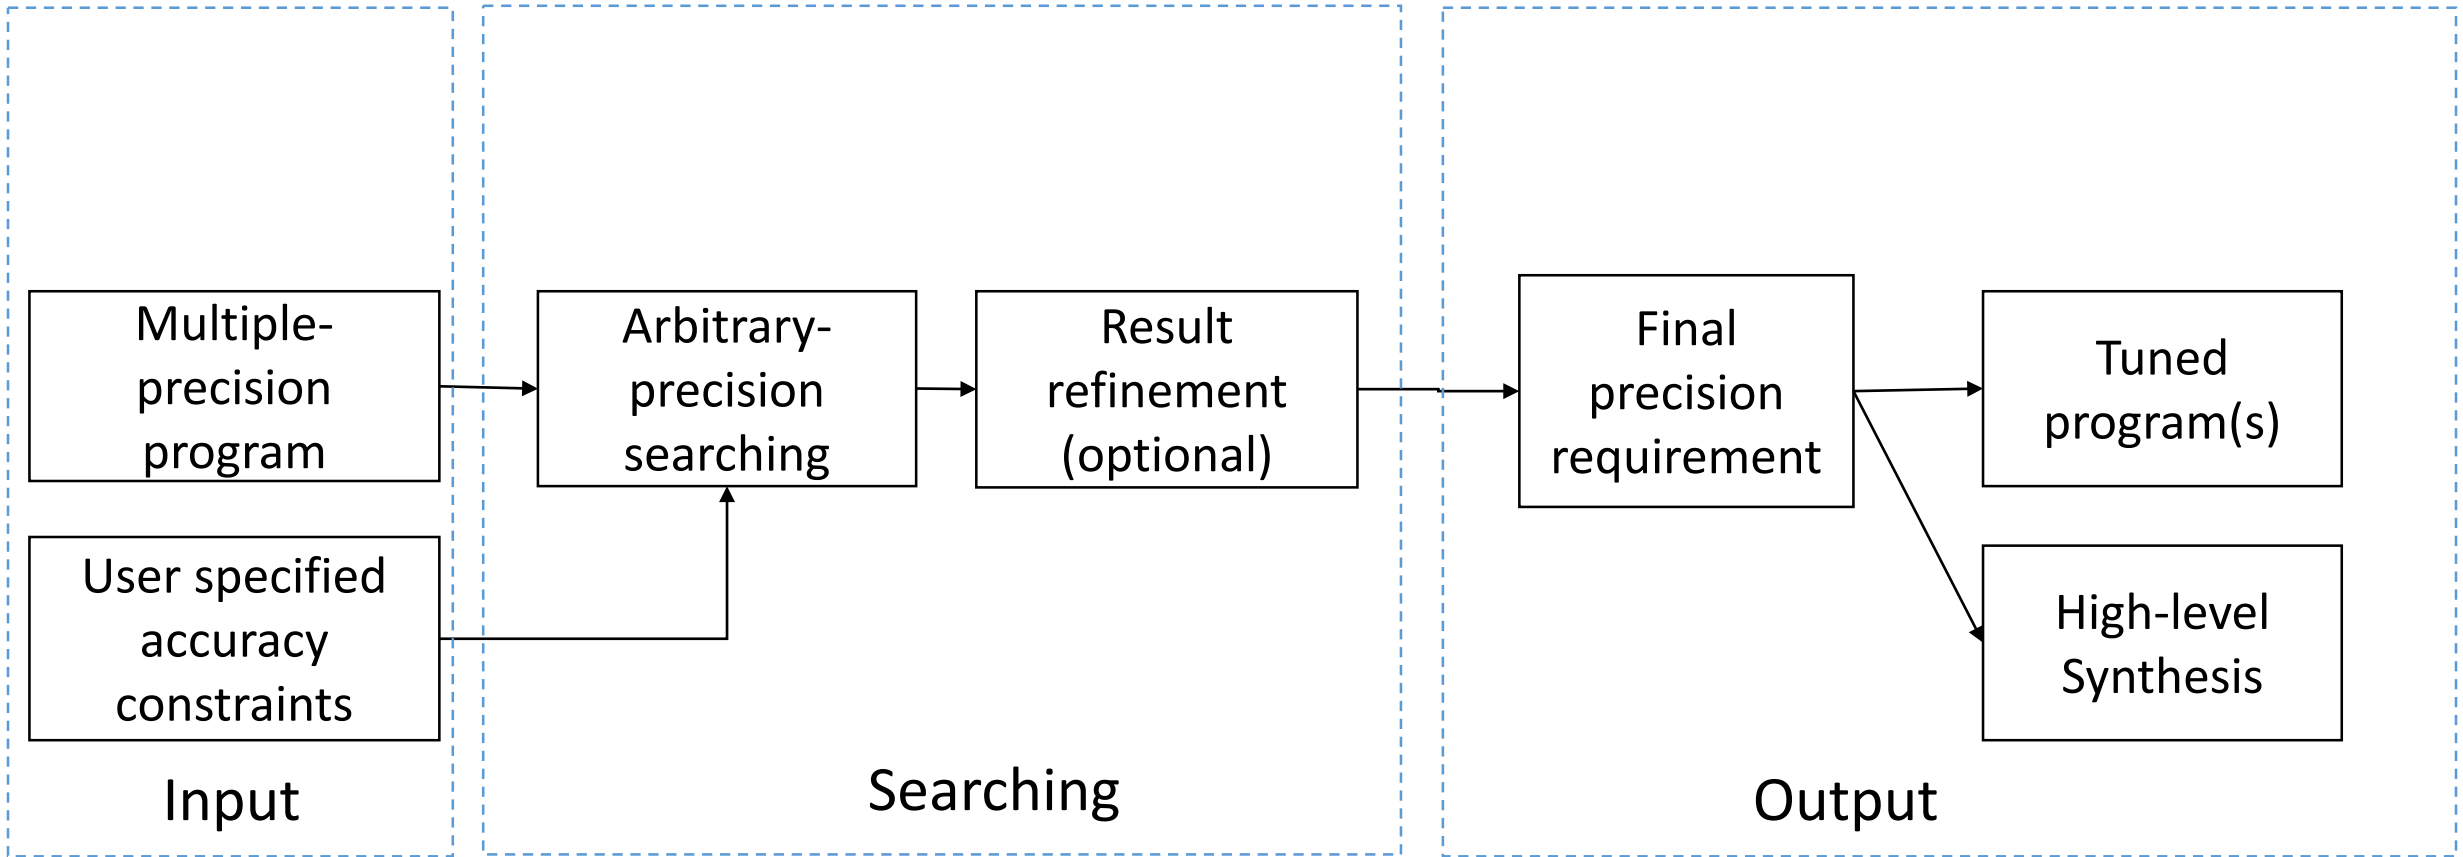 Multiple-
precision
program
User specified
accuracy
constraints
Input
Arbitrary-
precision
searching
Result
refinement
(optional)
Searching
Final
precision
requirement
Tuned
program(s)
High-level
Synthesis
Output